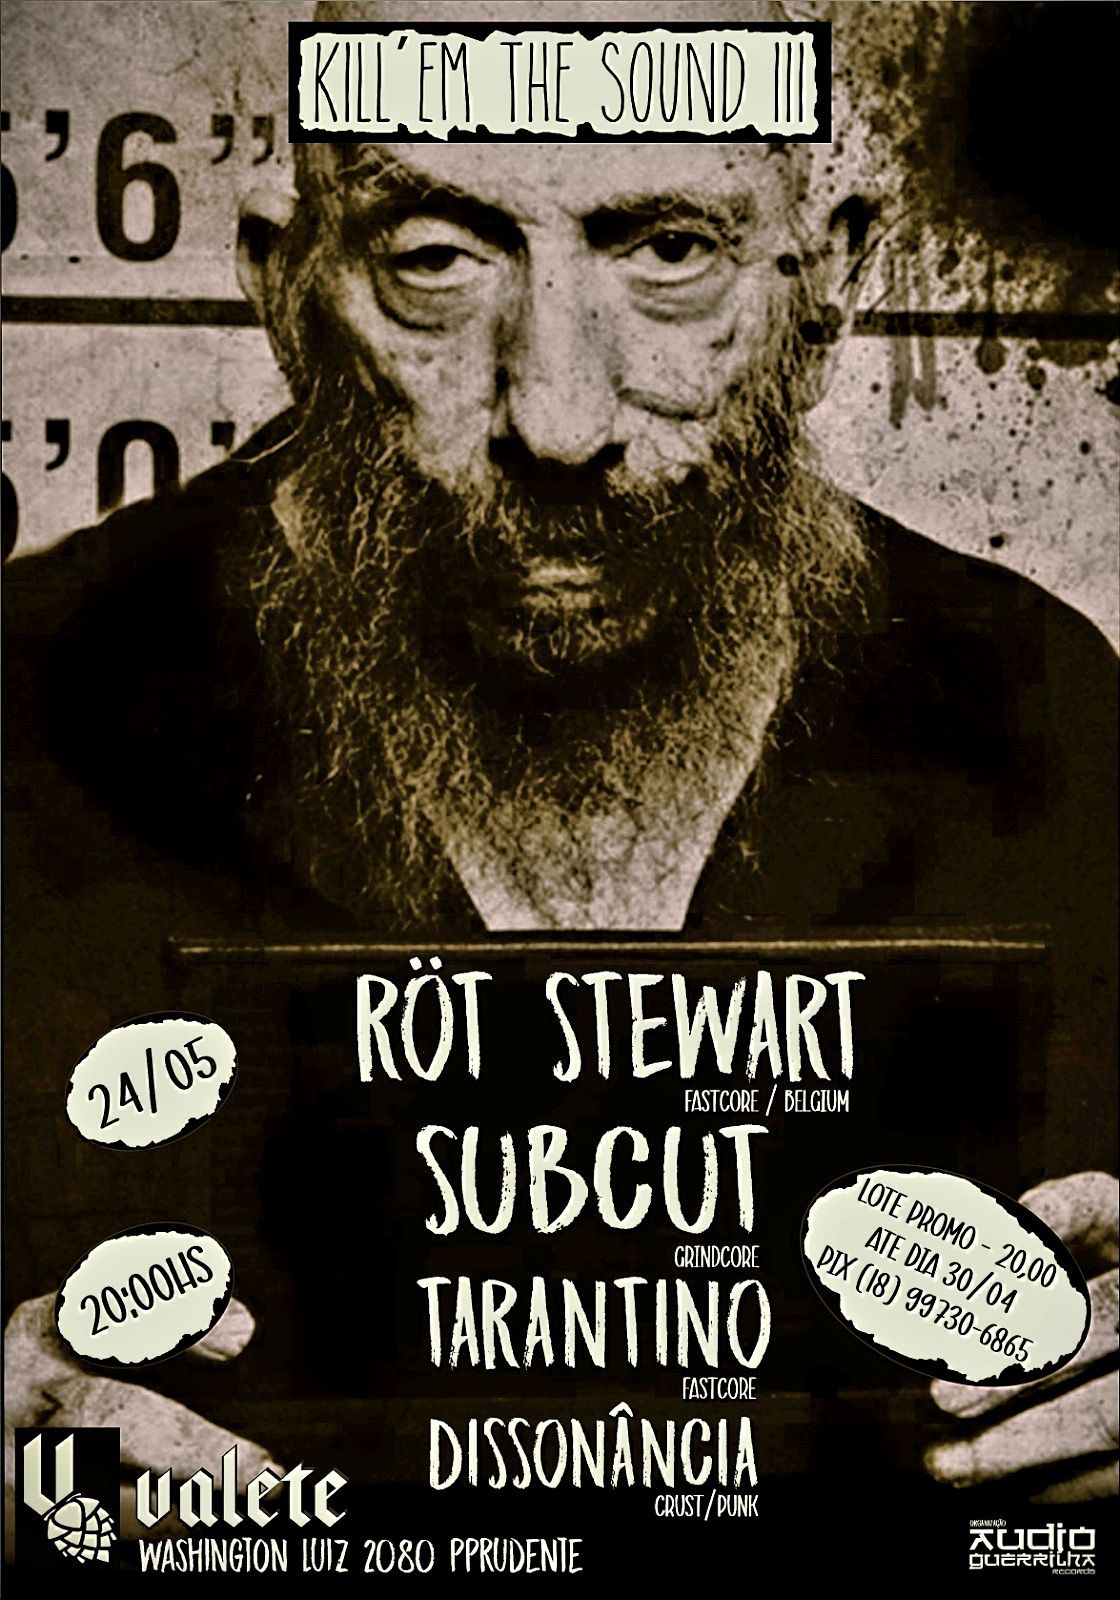 KILL'EM THE SOUND III
5'6"
5'0"
RÖT STEWART
FASTCORE / BELGIUM
24/05
SUBCUT
GRINDCORE
LOTE PROMO - 20,00
ATE DIA 30/04
PIX (18) 99730-6865
20:00HS
TARANTINO
FASTCORE
DISSONÂNCIA
CRUST/PUNK
valete
WASHINGTON LUIZ 2080 PPRUDENTE
ORGANIZAÇÃO
AUDIO
GUERRILHA
RECORDS